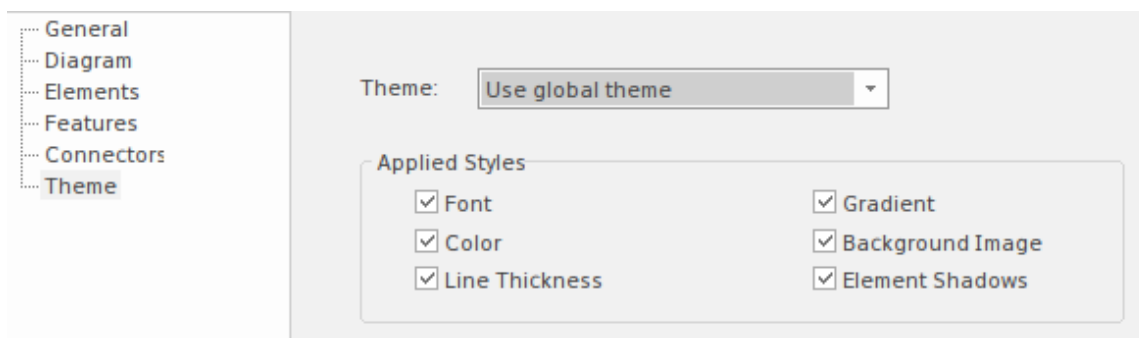 General
Diagram
Elements
Features
Connectors
Theme
Theme: Use global theme
Applied Styles
Font
Gradient
Color
Background Image
Line Thickness
Element Shadows